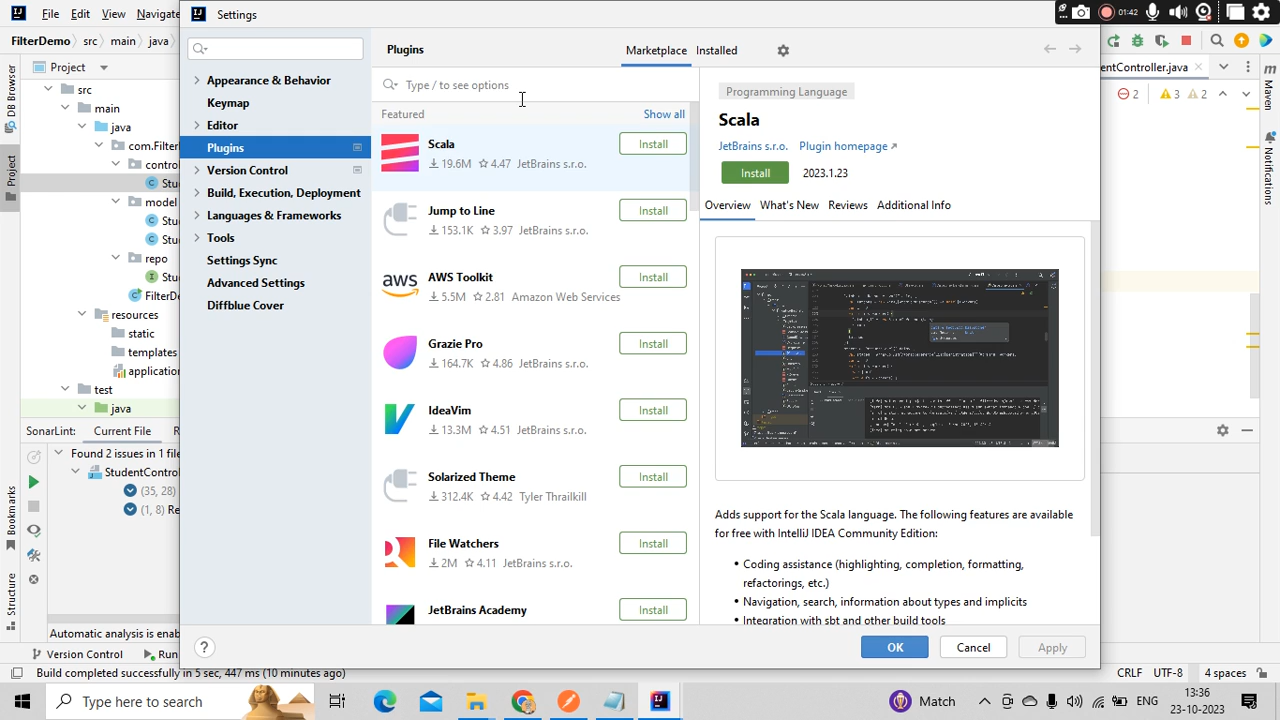 File Edit View Navigate
Settings
01:42
FilterDemo src main java
entController.java
Project
src
main
java
com.Filter
contro
Stu
model
Stu
Stu
repo
Stu
FilterDe
resourc
static
templates
application
test
java
DB Browser
Project
Bookmarks
Structure
Maven
Notifications
2 3 2
Appearance & Behavior
Keymap
Editor
Plugins
Version Control
Build, Execution, Deployment
Languages & Frameworks
Tools
Settings Sync
Advanced Settings
Diffblue Cover
Plugins
Marketplace Installed
Type / to see options
Featured Show all
Scala Install
19.6M 4.47 JetBrains s.r.o.
Jump to Line Install
153.1K 3.97 JetBrains s.r.o.
aws
AWS Toolkit Install
5.5M 2.81 Amazon Web Services
Grazie Pro Install
164.7K 4.86 JetBrains s.r.o.
IdeaVim Install
13.3M 4.51 JetBrains s.r.o.
Solarized Theme Install
312.4K 4.42 Tyler Thrailkill
File Watchers Install
2M 4.11 JetBrains s.r.o.
JetBrains Academy Install
Programming Language
Scala
JetBrains s.r.o. Plugin homepage
Install 2023.1.23
Overview What's New Reviews Additional Info
Adds support for the Scala language. The following features are available
for free with IntelliJ IDEA Community Edition:
• Coding assistance (highlighting, completion, formatting,
refactorings, etc.)
• Navigation, search, information about types and implicits
• Integration with sbt and other build tools
OK Cancel Apply
SonarLint: Current File
Found 2 issues in 1 file
StudentControl
(35, 28)
(1, 8) Re
Automatic analysis is enab
Version Control Run
Build completed successfully in 5 sec, 447 ms (10 minutes ago)
CRLF UTF-8 4 spaces
Type here to search
Match
ENG
13:36
23-10-2023